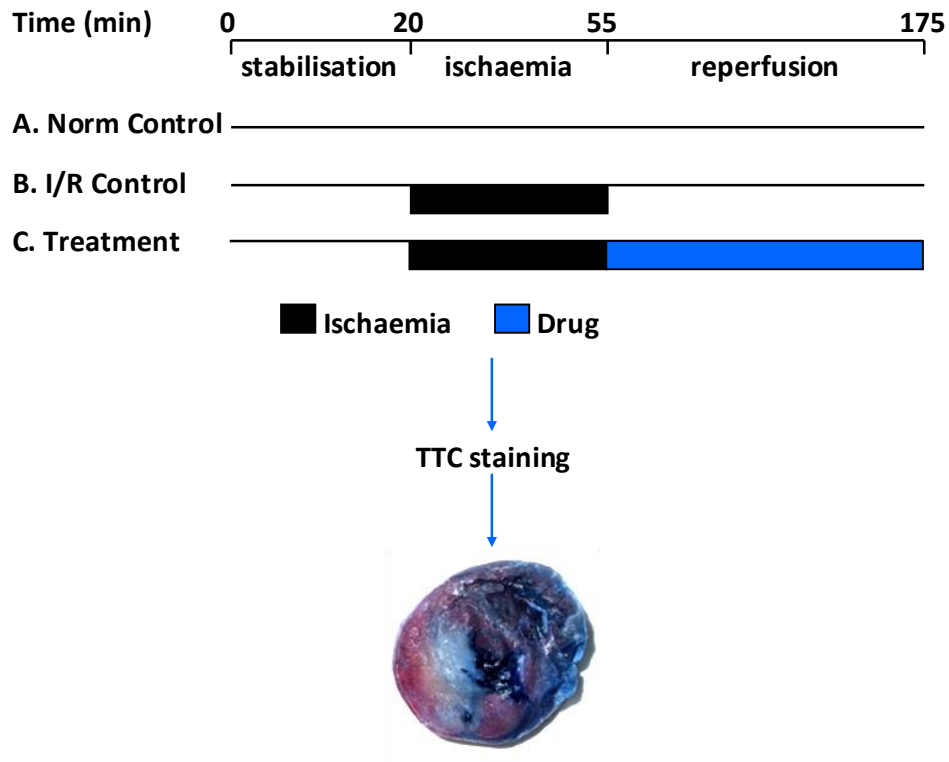 Time (min) 0 20 55 175
stabilisation ischaemia reperfusion
A. Norm Control
B. I/R Control
C. Treatment
Ischaemia Drug
TTC staining